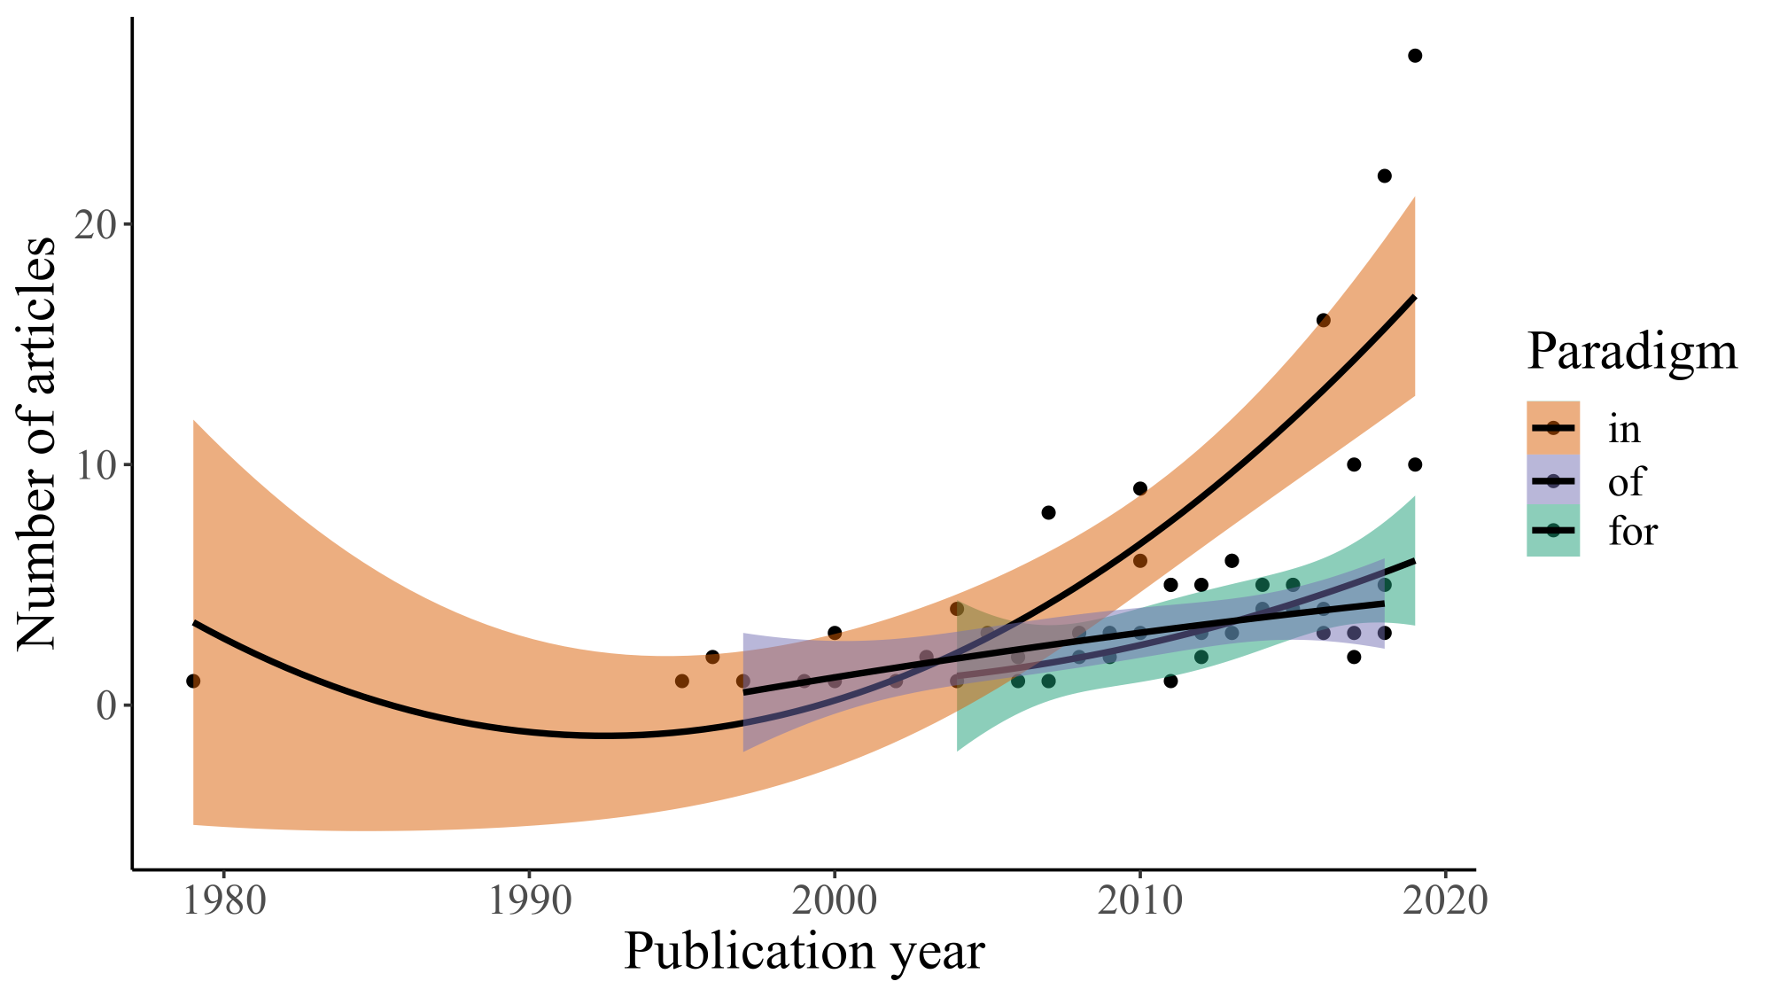 Number of articles
20
10
0
1980 1990 2000 2010 2020
Publication year
Paradigm
in
of
for